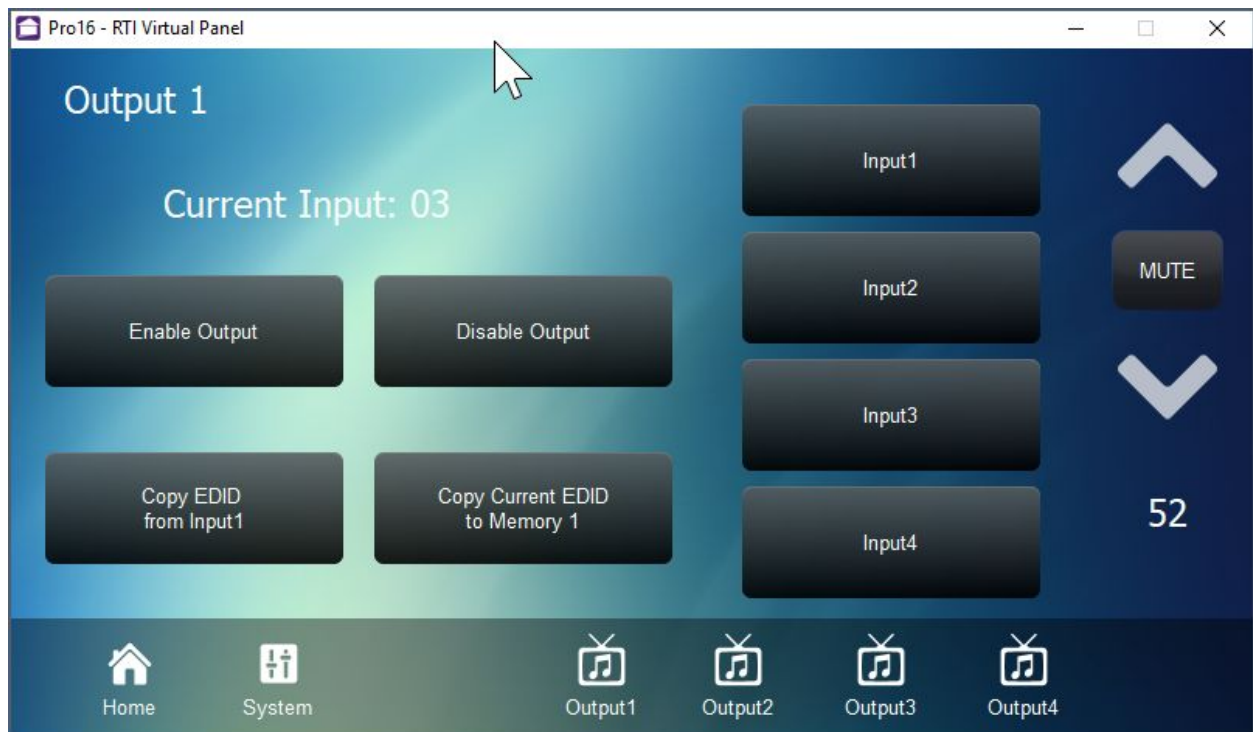 Pro16 - RTI Virtual Panel
Output 1
Current Input: 03
Enable Output
Disable Output
Copy EDID
from Input1
Copy Current EDID
to Memory 1
Input1
Input2
Input3
Input4
MUTE
52
Home
System
Output1
Output2
Output3
Output4